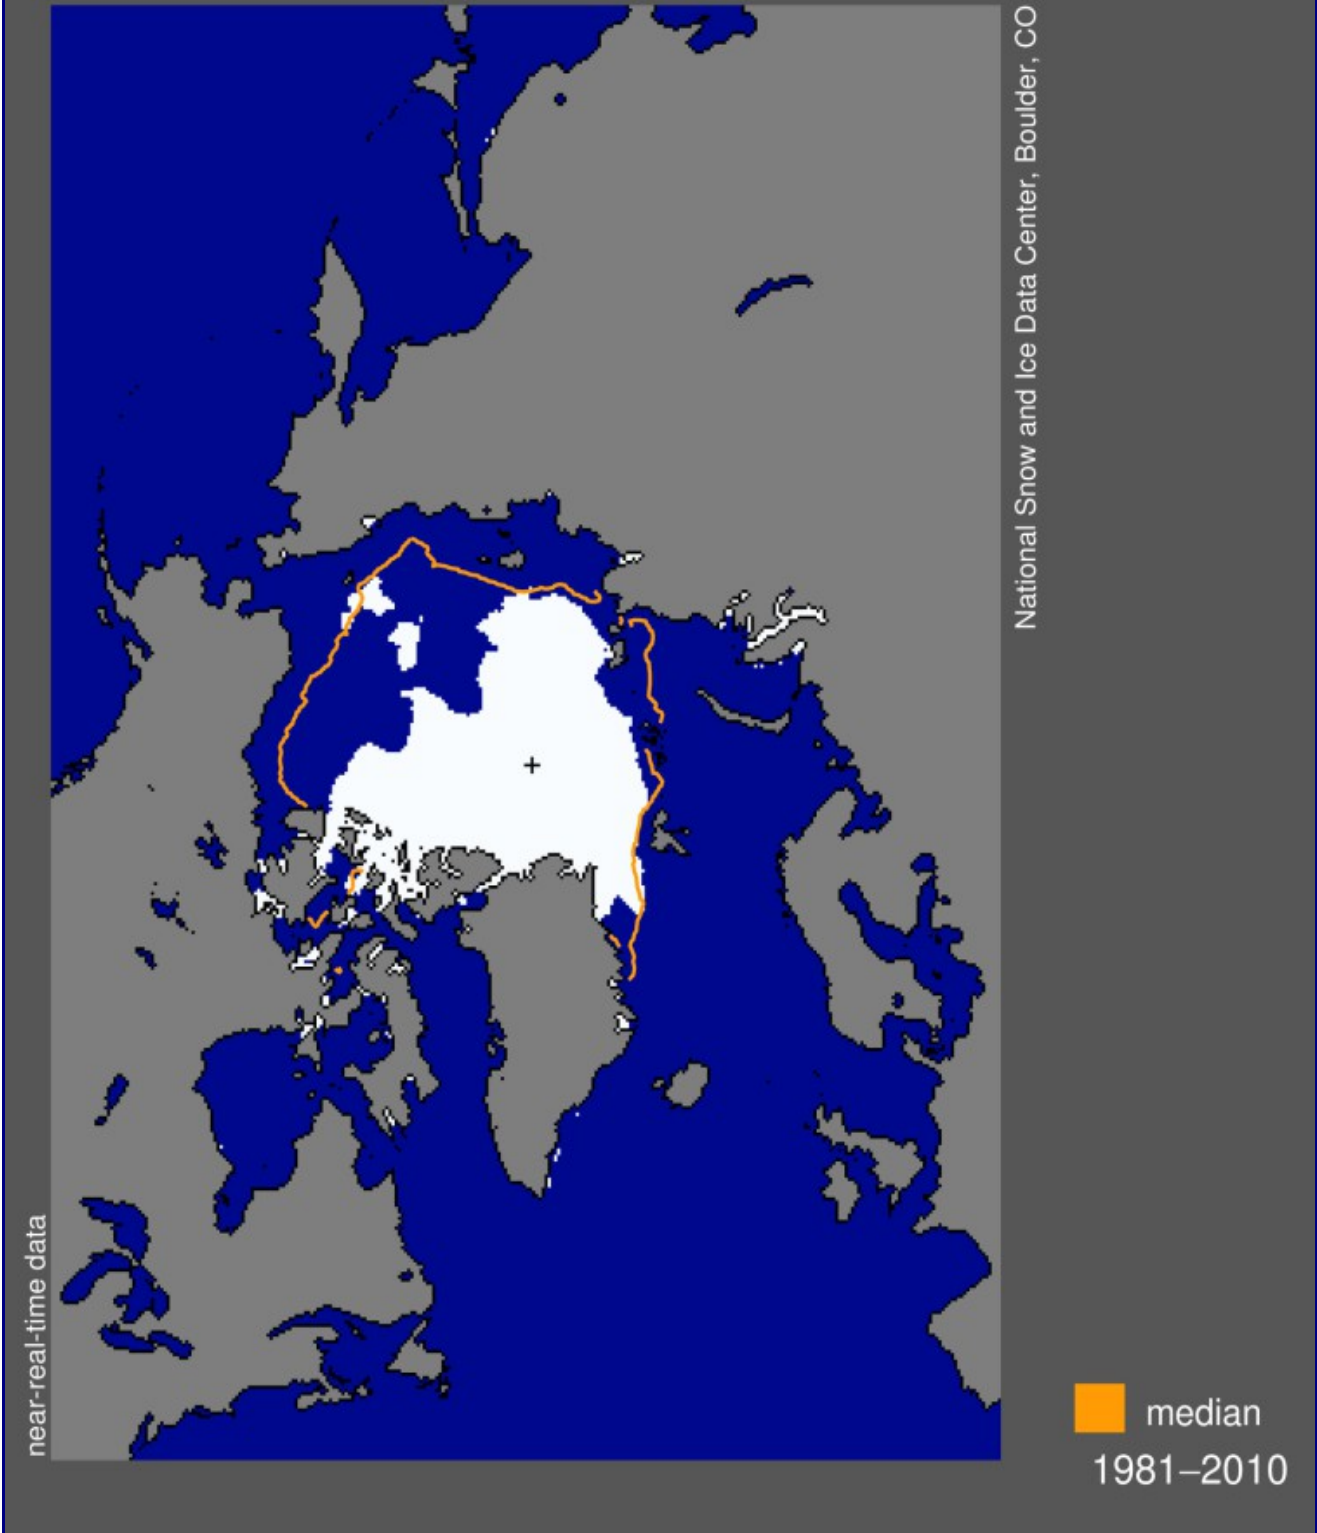 National Snow and Ice Data Center, Boulder, CO
near-real-time data
median
1981–2010